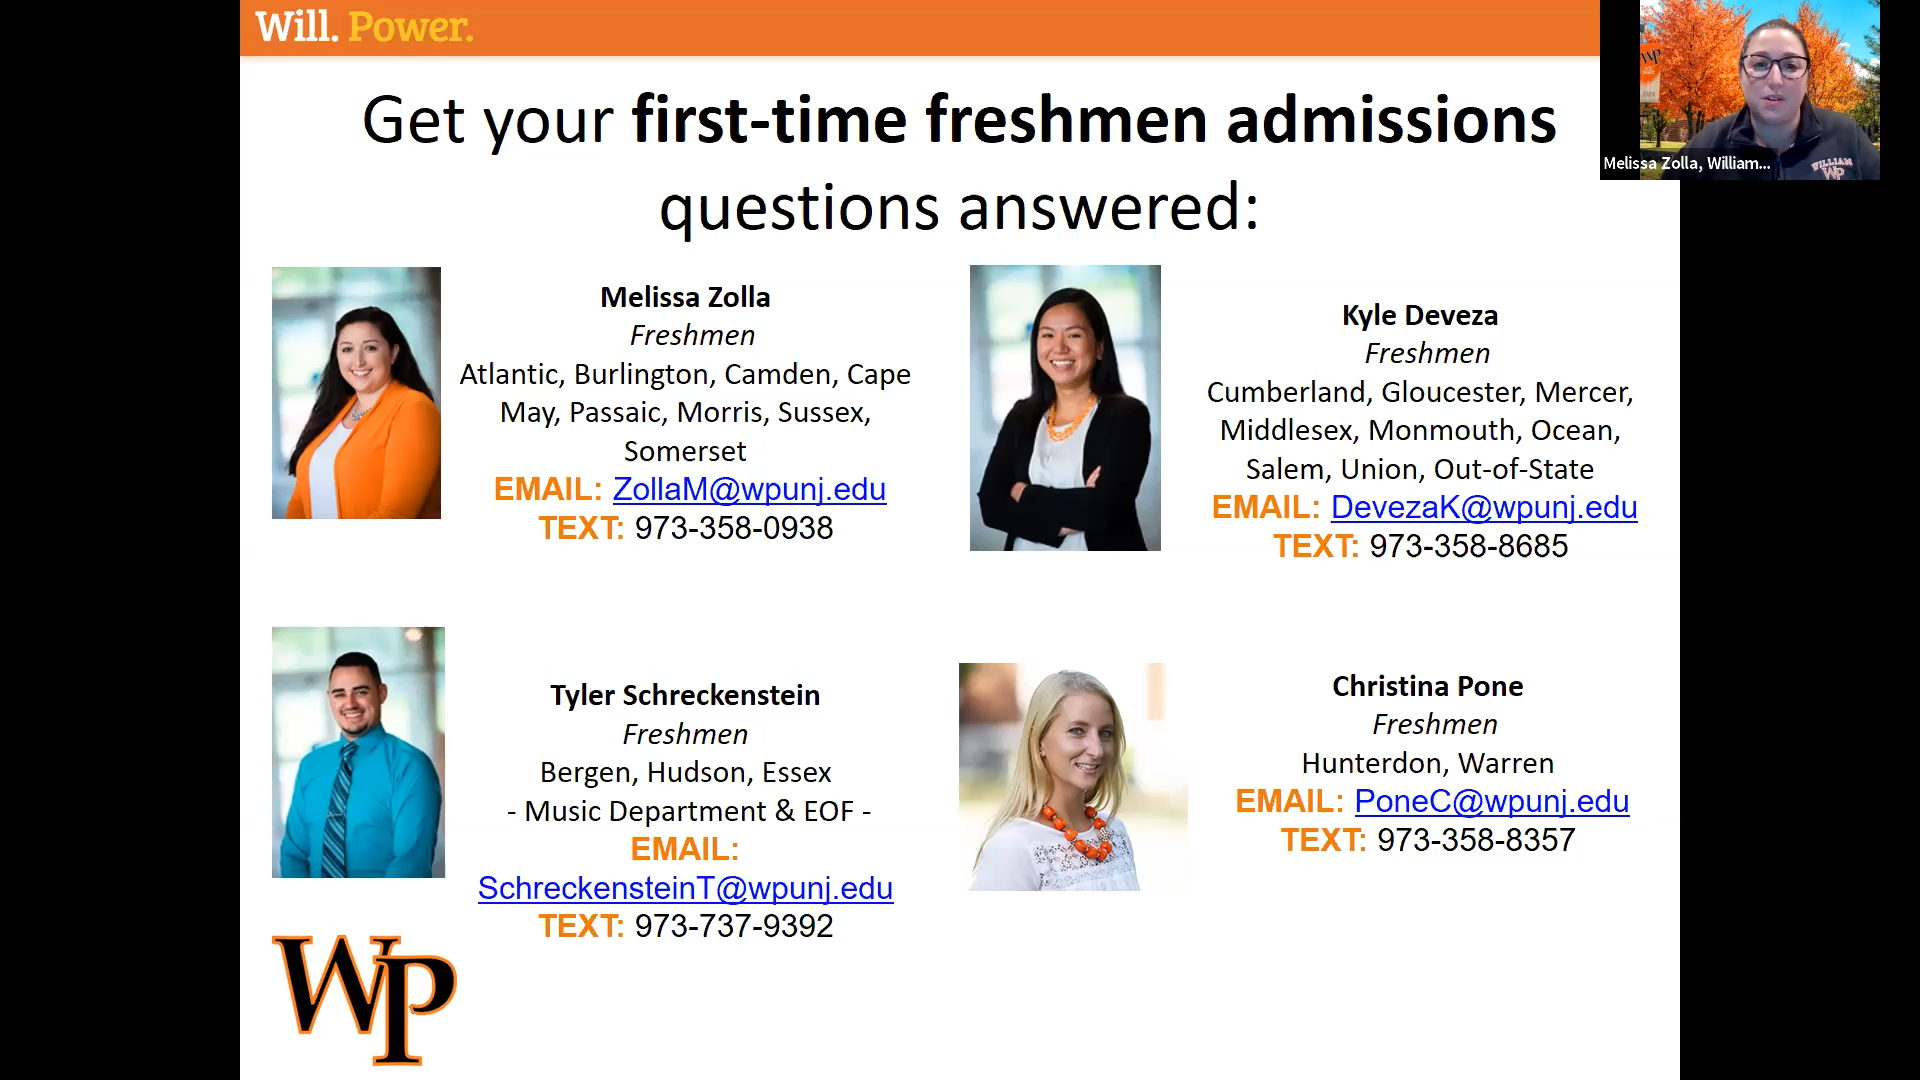 Will. Power.
Get your first-time freshmen admissions
questions answered:
Melissa Zolla, William...
WILLIAM
WP
WP
Melissa Zolla
Freshmen
Atlantic, Burlington, Camden, Cape
May, Passaic, Morris, Sussex,
Somerset
EMAIL: ZollaM@wpunj.edu
TEXT: 973-358-0938
Kyle Deveza
Freshmen
Cumberland, Gloucester, Mercer,
Middlesex, Monmouth, Ocean,
Salem, Union, Out-of-State
EMAIL: DevezaK@wpunj.edu
TEXT: 973-358-8685
Tyler Schreckenstein
Freshmen
Bergen, Hudson, Essex
- Music Department & EOF -
EMAIL:
SchreckensteinT@wpunj.edu
TEXT: 973-737-9392
Christina Pone
Freshmen
Hunterdon, Warren
EMAIL: PoneC@wpunj.edu
TEXT: 973-358-8357
WP